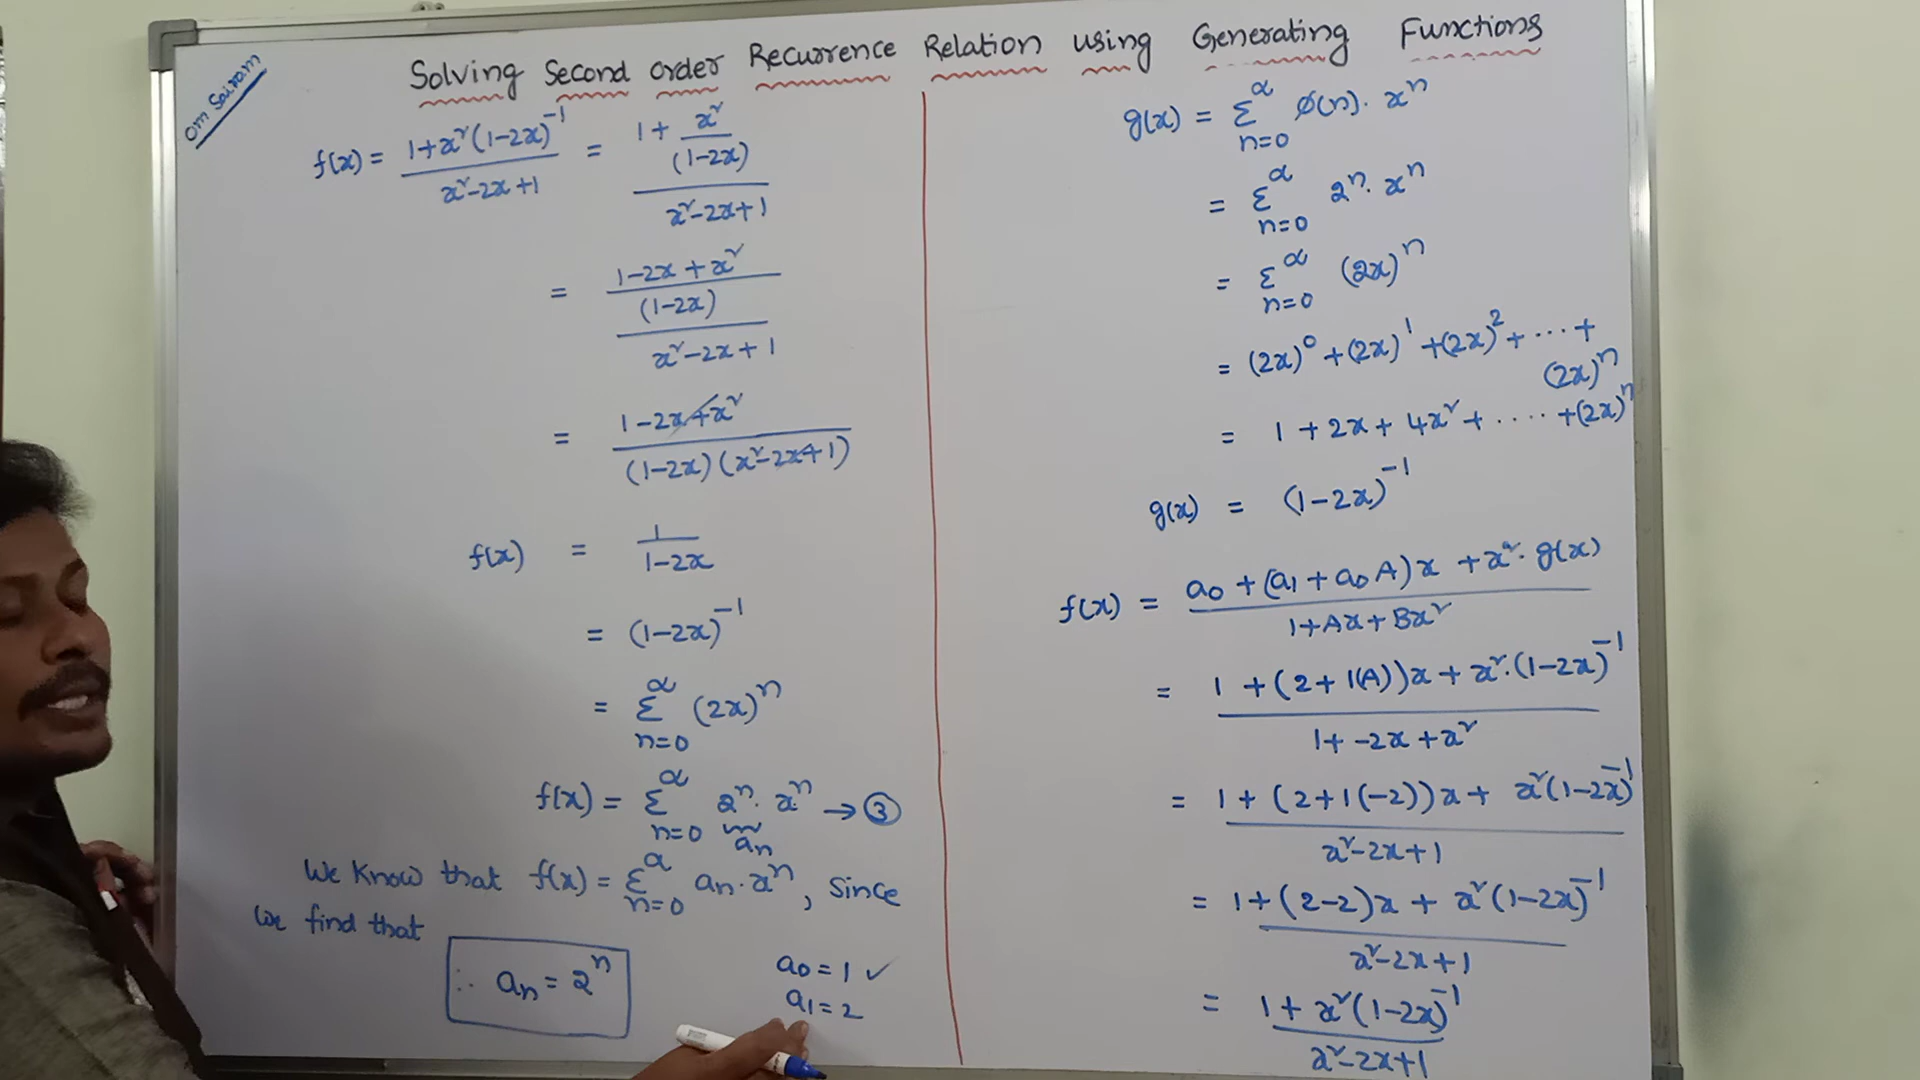 Om Sairam
Solving Second order Recurrence Relation using Generating Functions
f(x) = 1+x²(1-2x)⁻¹ / x²-2x+1 = 1 + x²/(1-2x) / x²-2x+1
= 1-2x+x² / (1-2x) / x²-2x+1
= 1-2x+x² / (1-2x)(x²-2x+1)
f(x) = 1 / 1-2x
= (1-2x)⁻¹
= Σ n=0 ∝ (2x)ⁿ
f(x) = Σ n=0 ∝ 2ⁿ. xⁿ → ③
an
We know that f(x) = Σ n=0 ∝ an. xⁿ, since
we find that
∴ an = 2ⁿ
a0 = 1 ✓
a1 = 2
g(x) = Σ n=0 ∝ ø(n). xⁿ
= Σ n=0 ∝ 2ⁿ. xⁿ
= Σ n=0 ∝ (2x)ⁿ
= (2x)⁰ + (2x)¹ + (2x)² + ... +
(2x)ⁿ
= 1 + 2x + 4x² + .... + (2x)ⁿ
g(x) = (1-2x)⁻¹
f(x) = a0 + (a1 + a0 A)x + x². g(x) / 1+Ax+Bx²
= 1 + (2+1(A))x + x².(1-2x)⁻¹ / 1+ -2x + x²
= 1 + (2+1(-2))x + x²(1-2x)⁻¹ / x²-2x+1
= 1+(2-2)x + x²(1-2x)⁻¹ / x²-2x+1
= 1 + x²(1-2x)⁻¹ / x²-2x+1